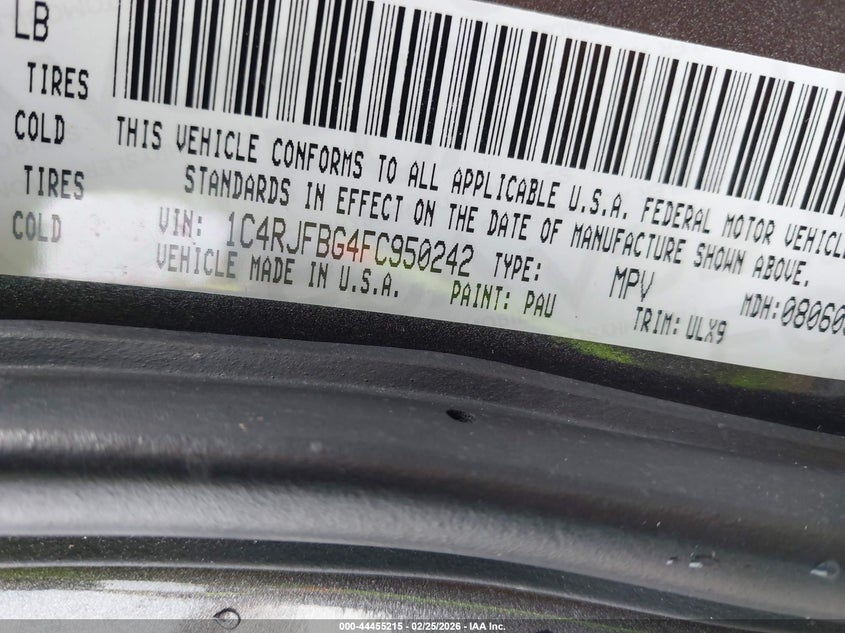 LB
TIRES
COLD
TIRES
COLD
THIS VEHICLE CONFORMS TO ALL APPLICABLE U.S.A. FEDERAL MOTOR VEHICLE
STANDARDS IN EFFECT ON THE DATE OF MANUFACTURE SHOWN ABOVE.
VIN: 1C4RJFBG4FC950242 TYPE: MPV MDH: 08060
VEHICLE MADE IN U.S.A. PAINT: PAU TRIM: ULX9
000-44455215 - 02/25/2026 - IAA Inc.